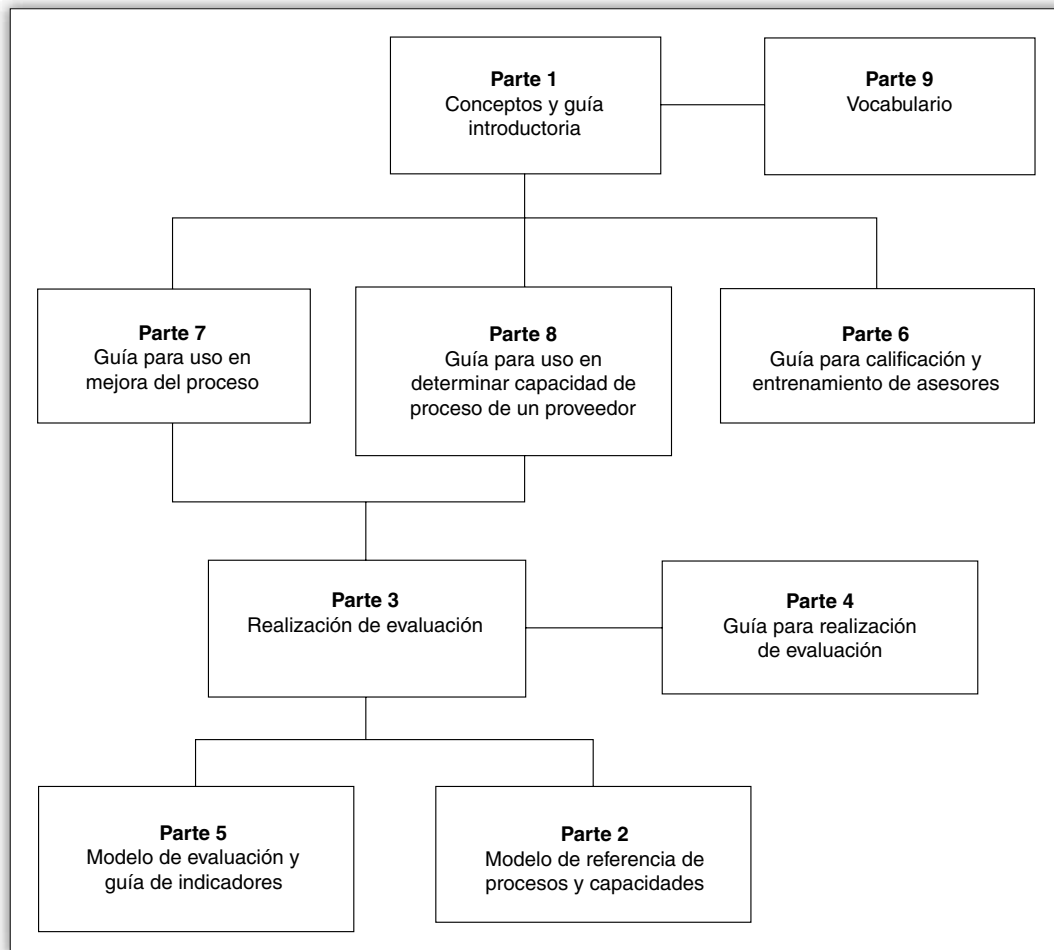 Parte 1
Conceptos y guía
introductoria
Parte 9
Vocabulario
Parte 7
Guía para uso en
mejora del proceso
Parte 8
Guía para uso en
determinar capacidad de
proceso de un proveedor
Parte 6
Guía para calificación y
entrenamiento de asesores
Parte 3
Realización de evaluación
Parte 4
Guía para realización
de evaluación
Parte 5
Modelo de evaluación y
guía de indicadores
Parte 2
Modelo de referencia de
procesos y capacidades